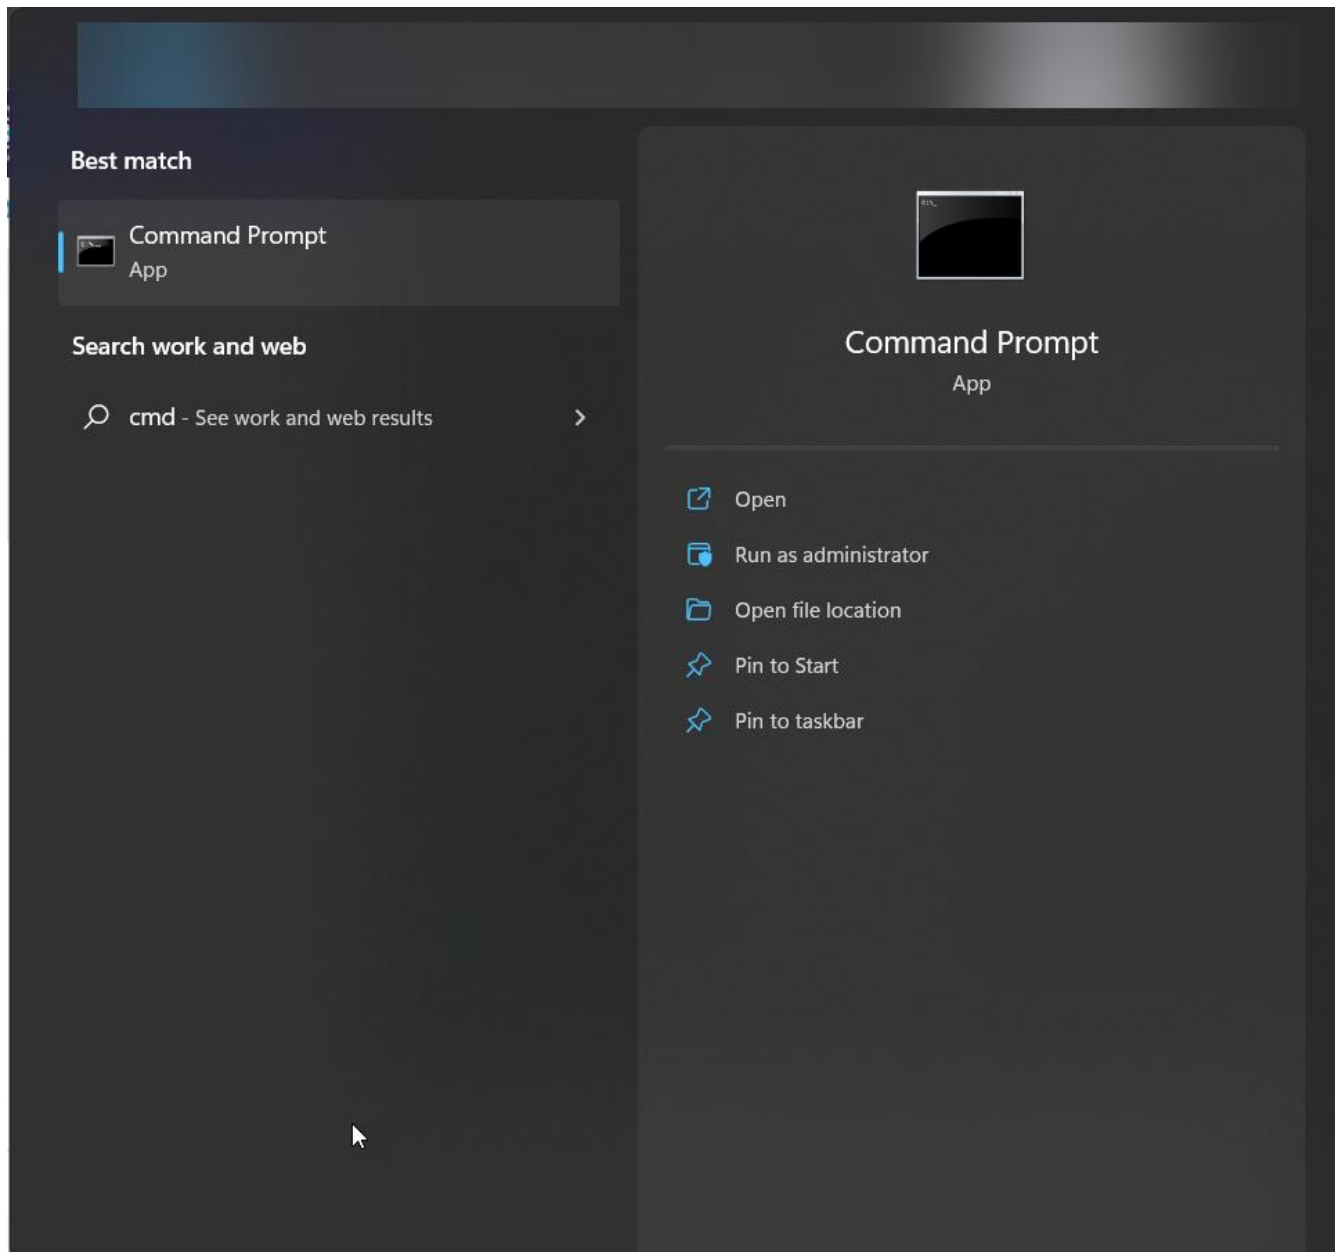 Best match
Command Prompt
App
Search work and web
cmd - See work and web results
Command Prompt
App
Open
Run as administrator
Open file location
Pin to Start
Pin to taskbar